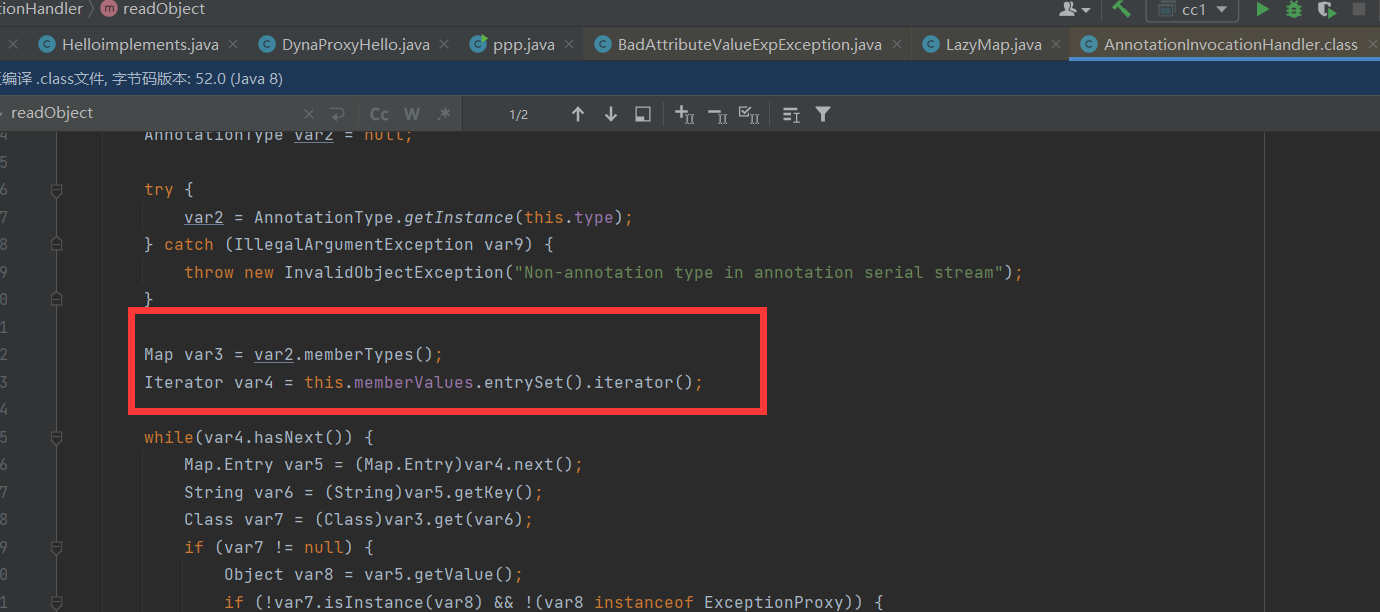 tionHandler 〉 m readObject
cc1
Helloimplements.java DynaProxyHello.java ppp.java BadAttributeValueExpException.java LazyMap.java AnnotationInvocationHandler.class
编译 .class文件, 字节码版本: 52.0 (Java 8)
readObject Cc W .* 1/2
4 AnnotationType var2 = null;
5
6 try {
7 var2 = AnnotationType.getInstance(this.type);
8 } catch (IllegalArgumentException var9) {
9 throw new InvalidObjectException("Non-annotation type in annotation serial stream");
0 }
1
2 Map var3 = var2.memberTypes();
3 Iterator var4 = this.memberValues.entrySet().iterator();
4
5 while(var4.hasNext()) {
6 Map.Entry var5 = (Map.Entry)var4.next();
7 String var6 = (String)var5.getKey();
8 Class var7 = (Class)var3.get(var6);
9 if (var7 != null) {
0 Object var8 = var5.getValue();
1 if (!var7.isInstance(var8) && !(var8 instanceof ExceptionProxy)) {